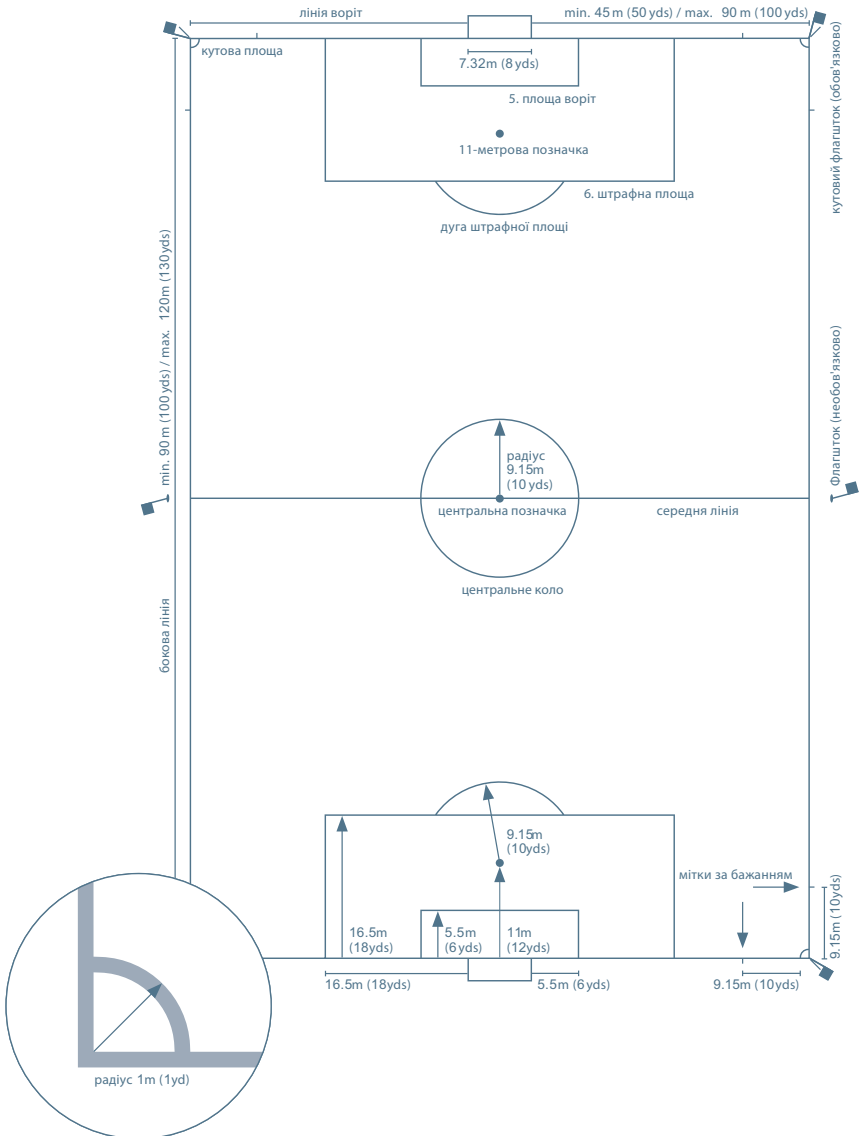 лінія воріт
min. 45 m (50 yds) / max. 90 m (100 yds)
кутова площа
7.32m (8 yds)
5. площа воріт
11-метрова позначка
6. штрафна площа
дуга штрафної площі
кутовий флагшток (обов'язково)
min. 90 m (100 yds) / max. 120m (130 yds)
Флагшток (необов'язково)
радіус
9.15m
(10 yds)
центральна позначка
середня лінія
центральне коло
бокова лінія
9.15m
(10yds)
мітки за бажанням
16.5m
(18yds)
5.5m
(6 yds)
11m
(12yds)
9.15m (10yds)
16.5m (18yds)
5.5m (6 yds)
9.15m (10yds)
радіус 1m (1yd)